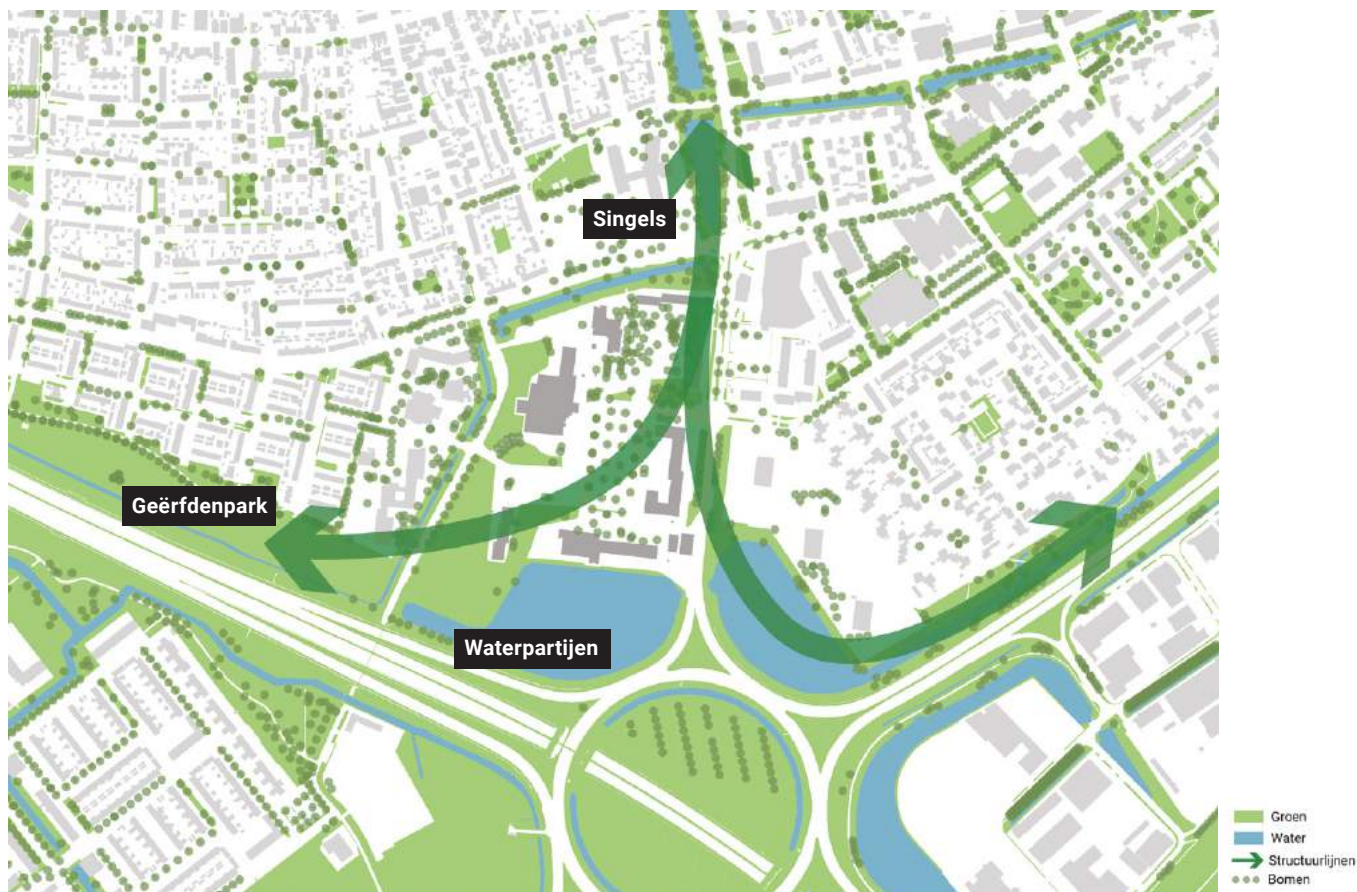 Singels
Geërfdenpark
Waterpartijen
Groen
Water
Structuurlijnen
Bomen